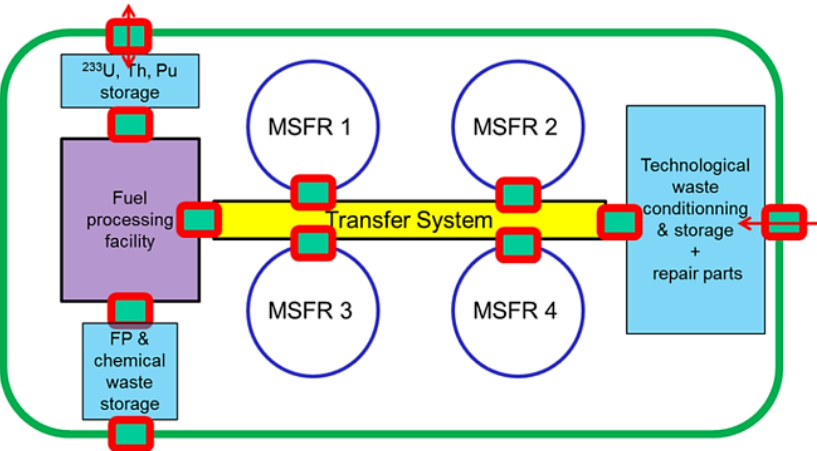 ²³³U, Th, Pu
storage
MSFR 1
MSFR 2
Fuel
processing
facility
Transfer System
Technological
waste
conditionning
& storage
+
repair parts
MSFR 3
MSFR 4
FP &
chemical
waste
storage